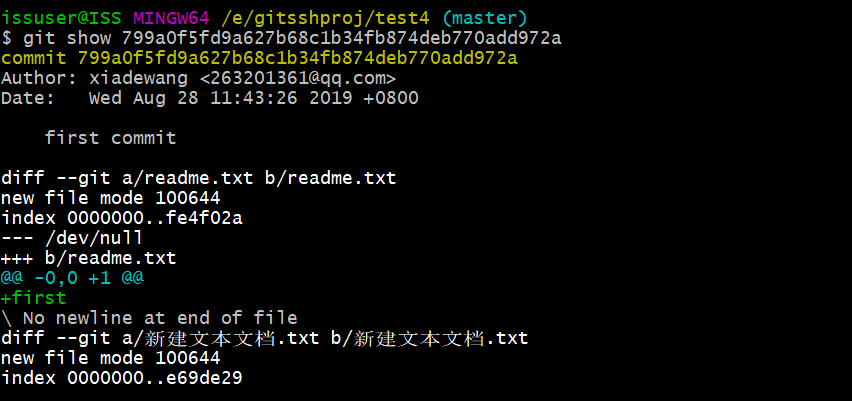 issuser@ISS MINGW64 /e/gitsshproj/test4 (master)
$ git show 799a0f5fd9a627b68c1b34fb874deb770add972a
commit 799a0f5fd9a627b68c1b34fb874deb770add972a
Author: xiadewang <263201361@qq.com>
Date:   Wed Aug 28 11:43:26 2019 +0800
    first commit
diff --git a/readme.txt b/readme.txt
new file mode 100644
index 0000000..fe4f02a
--- /dev/null
+++ b/readme.txt
@@ -0,0 +1 @@
+first
\ No newline at end of file
diff --git a/新建文本文档.txt b/新建文本文档.txt
new file mode 100644
index 0000000..e69de29